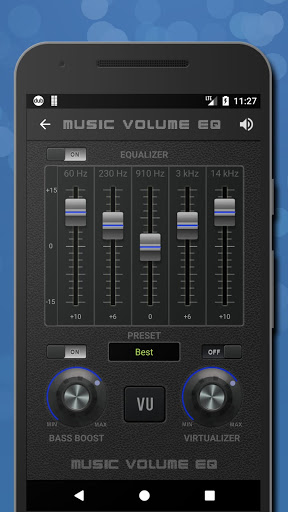 dub LTE 11:27
MUSIC VOLUME EQ
ON EQUALIZER
60 Hz 230 Hz 910 Hz 3 kHz 14 kHz
+15
0
-15
+10 +6 0 +6 +10
PRESET
ON Best OFF
VU
MIN MAX MIN MAX
BASS BOOST VIRTUALIZER
MUSIC VOLUME EQ